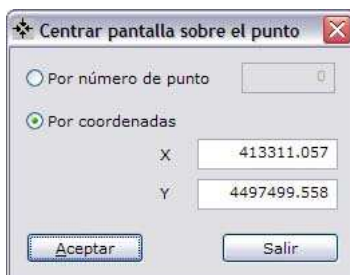 Centrar pantalla sobre el punto
Por número de punto 0
Por coordenadas
X 413311.057
Y 4497499.558
Aceptar Salir